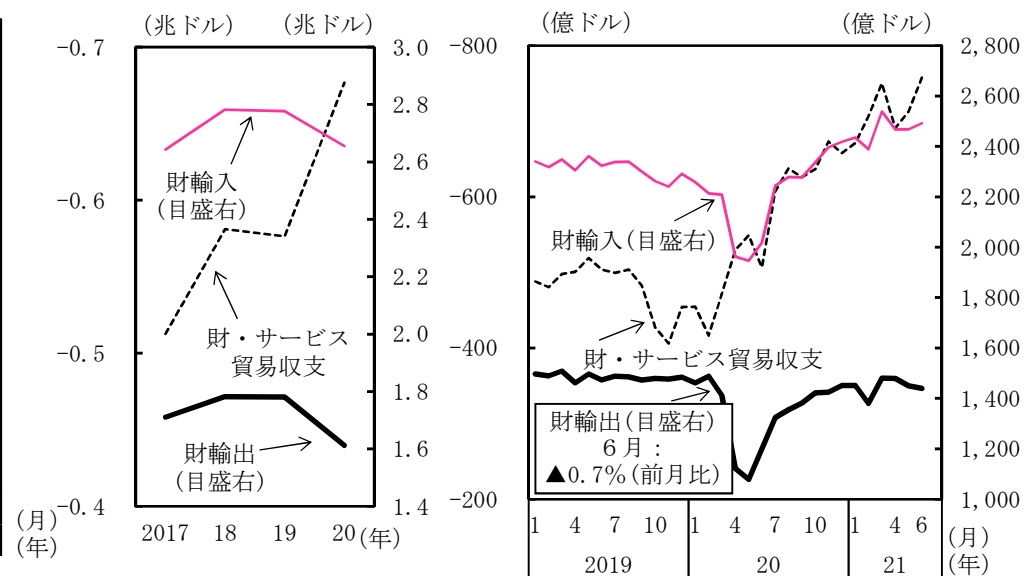 (兆ドル) (兆ドル)
-0.7
-0.6
-0.5
-0.4
3.0
2.8
2.6
2.4
2.2
2.0
1.8
1.6
1.4
財輸入
(目盛右)
財・サービス
貿易収支
財輸出
(目盛右)
(月)
(年)
2017 18 19 20 (年)
(億ドル) (億ドル)
-800
-600
-400
-200
2,800
2,600
2,400
2,200
2,000
1,800
1,600
1,400
1,200
1,000
財輸入(目盛右)
財・サービス貿易収支
財輸出(目盛右)
6月:
▲0.7%(前月比)
1 4 7 10 1 4 7 10 1 4 6 (月)
2019 20 21 (年)